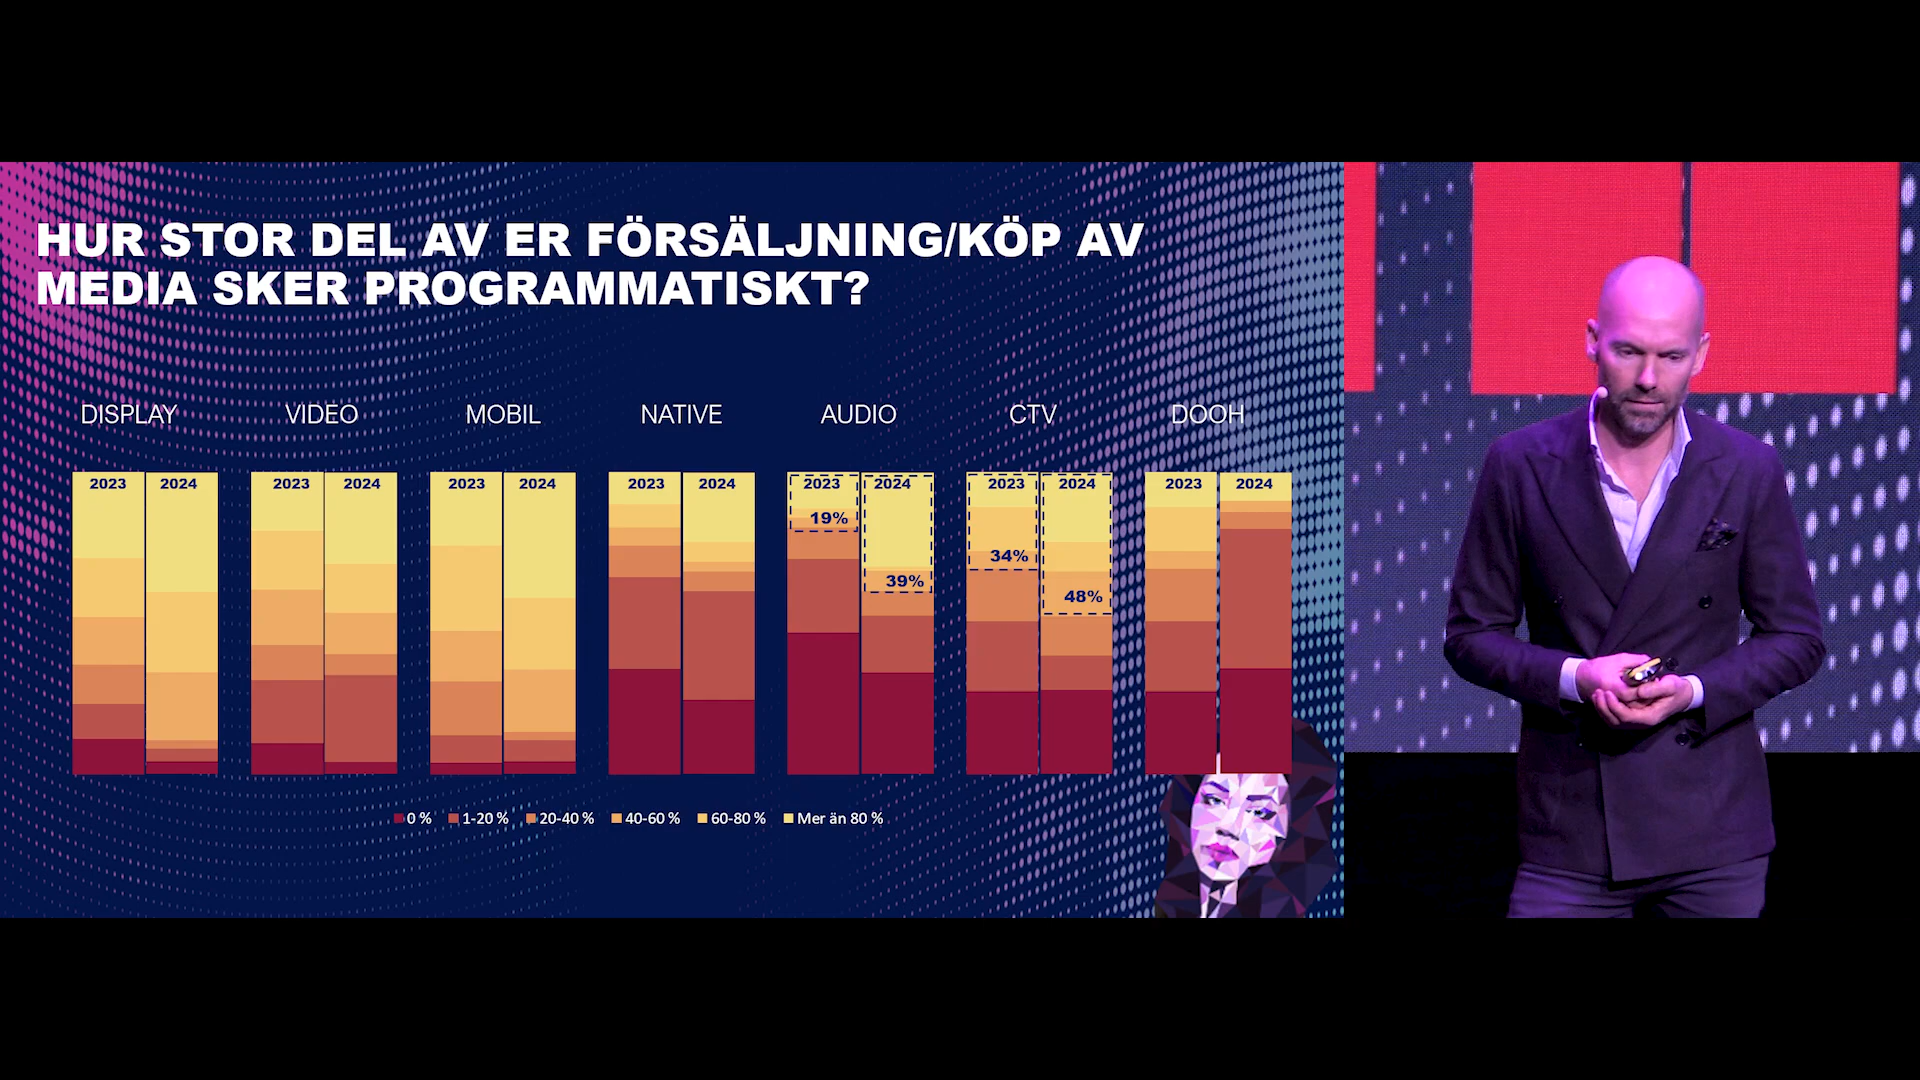 HUR STOR DEL AV ER FÖRSÄLJNING/KÖP AV
MEDIA SKER PROGRAMMATISKT?
DISPLAY VIDEO MOBIL NATIVE AUDIO CTV DOOH
2023 2024 2023 2024 2023 2024 2023 2024 2023 2024 2023 2024 2023 2024
19%
34%
39%
48%
0 % 1-20 % 20-40 % 40-60 % 60-80 % Mer än 80 %